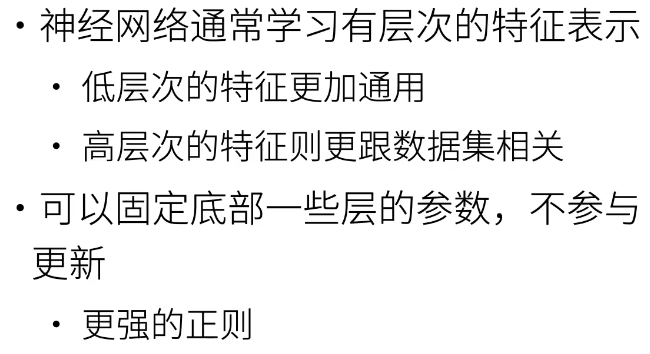 • 神经网络通常学习有层次的特征表示
• 低层次的特征更加通用
• 高层次的特征则更跟数据集相关
• 可以固定底部一些层的参数，不参与
更新
• 更强的正则